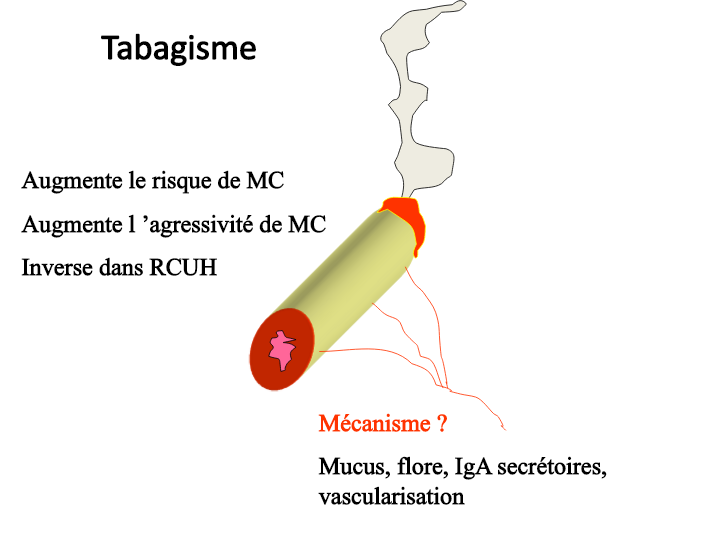 Tabagisme
Augmente le risque de MC
Augmente l ’agressivité de MC
Inverse dans RCUH
Mécanisme ?
Mucus, flore, IgA secrétoires,
vascularisation